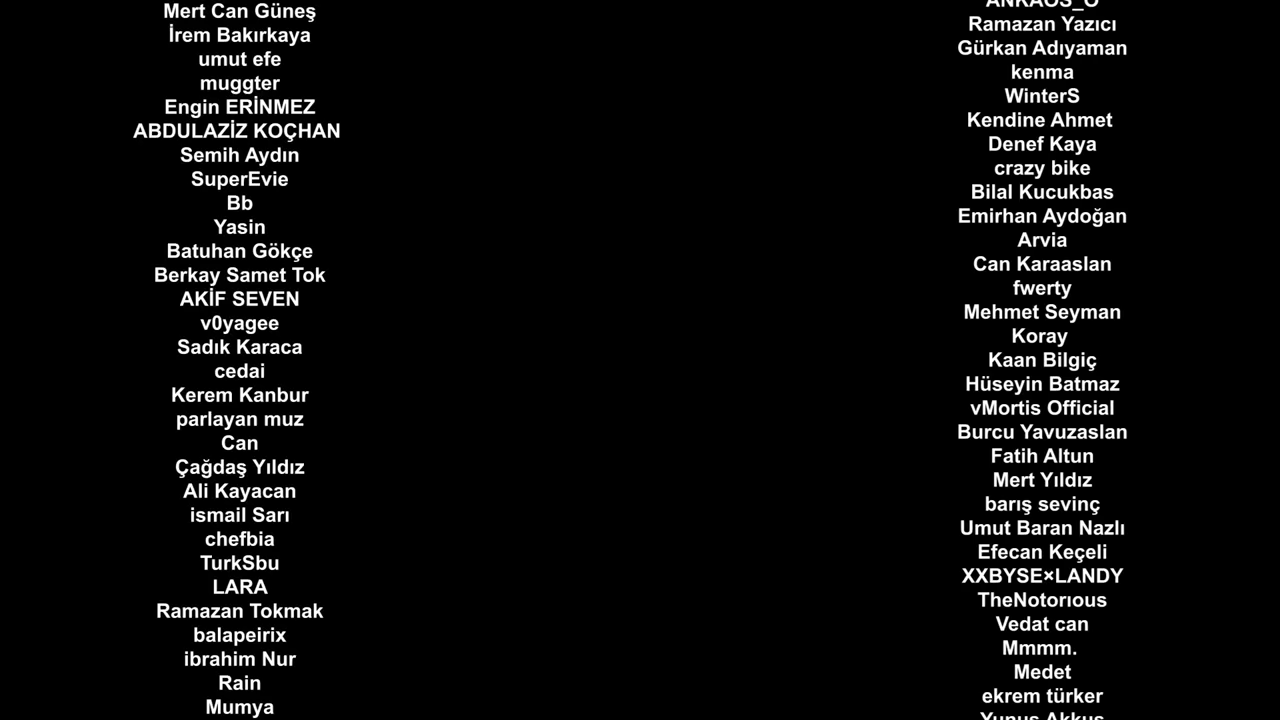 Mert Can Güneş
İrem Bakırkaya
umut efe
muggter
Engin ERİNMEZ
ABDULAZİZ KOÇHAN
Semih Aydın
SuperEvie
Bb
Yasin
Batuhan Gökçe
Berkay Samet Tok
AKİF SEVEN
v0yagee
Sadık Karaca
cedai
Kerem Kanbur
parlayan muz
Can
Çağdaş Yıldız
Ali Kayacan
ismail Sarı
chefbia
TurkSbu
LARA
Ramazan Tokmak
balapeirix
ibrahim Nur
Rain
Mumya
ANKAOS_O
Ramazan Yazıcı
Gürkan Adıyaman
kenma
WinterS
Kendine Ahmet
Denef Kaya
crazy bike
Bilal Kucukbas
Emirhan Aydoğan
Arvia
Can Karaaslan
fwerty
Mehmet Seyman
Koray
Kaan Bilgiç
Hüseyin Batmaz
vMortis Official
Burcu Yavuzaslan
Fatih Altun
Mert Yıldız
barış sevinç
Umut Baran Nazlı
Efecan Keçeli
XXBYSE×LANDY
TheNotorıous
Vedat can
Mmmm.
Medet
ekrem türker
Yunus Akkuş